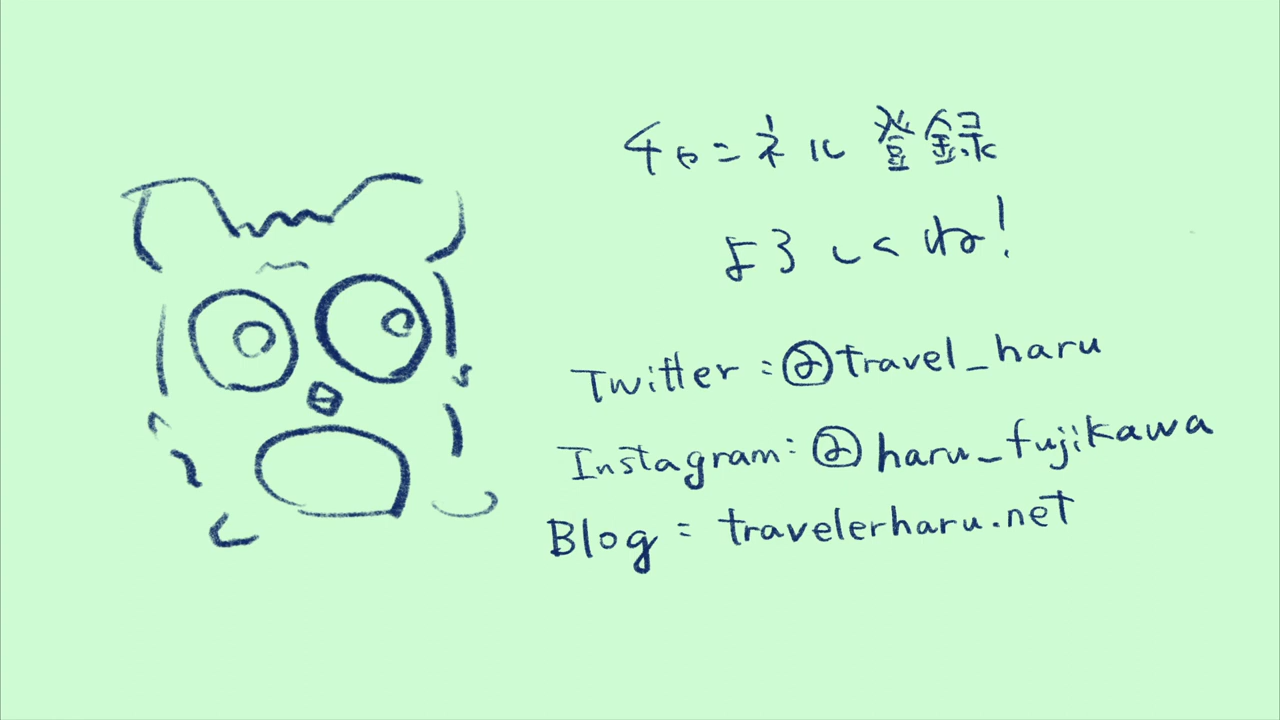 チャンネル登録
よろしくね!
Twitter:@travel_haru
Instagram:@haru_fujikawa
Blog:travelerharu.net